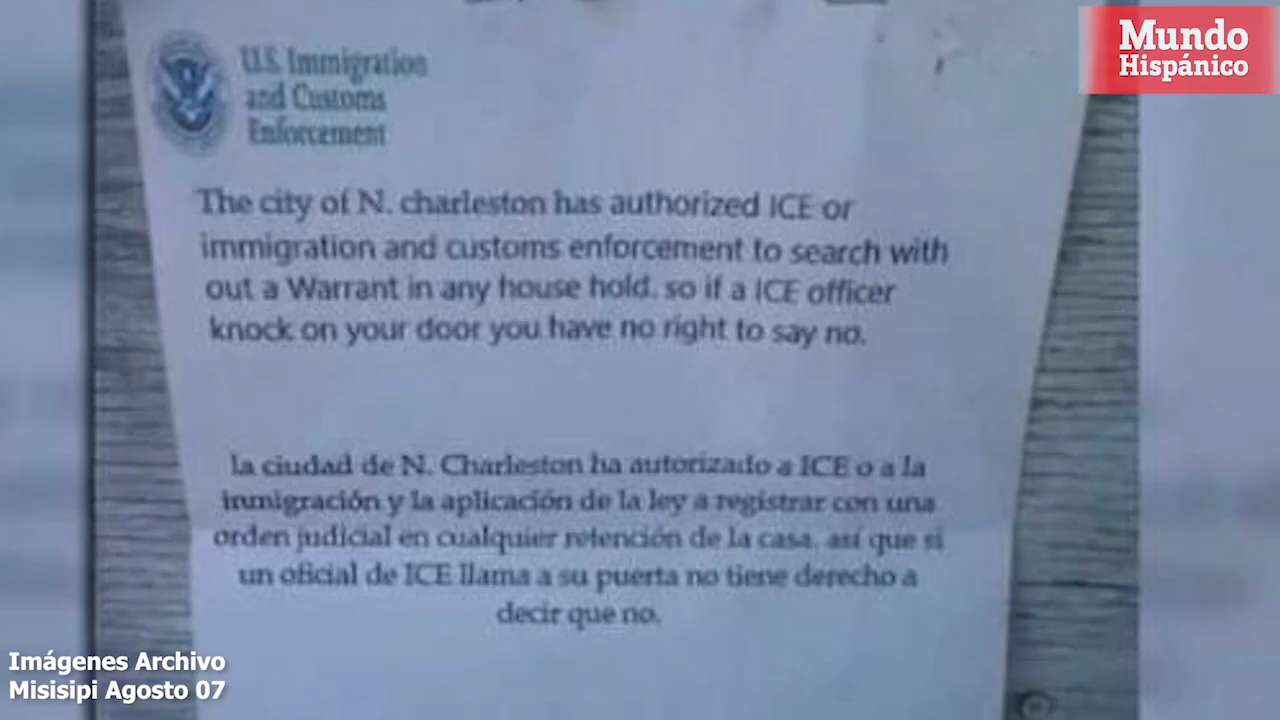 Mundo
Hispánico
U.S. Immigration
and Customs
Enforcement
The city of N. charleston has authorized ICE or
immigration and customs enforcement to search with
out a Warrant in any house hold. so if a ICE officer
knock on your door you have no right to say no.
la ciudad de N. Charleston ha autorizado a ICE o a la
inmigración y la aplicación de la ley a registrar con una
orden judicial en cualquier retención de la casa. así que si
un oficial de ICE llama a su puerta no tiene derecho a
decir que no.
Imágenes Archivo
Misisipi Agosto 07